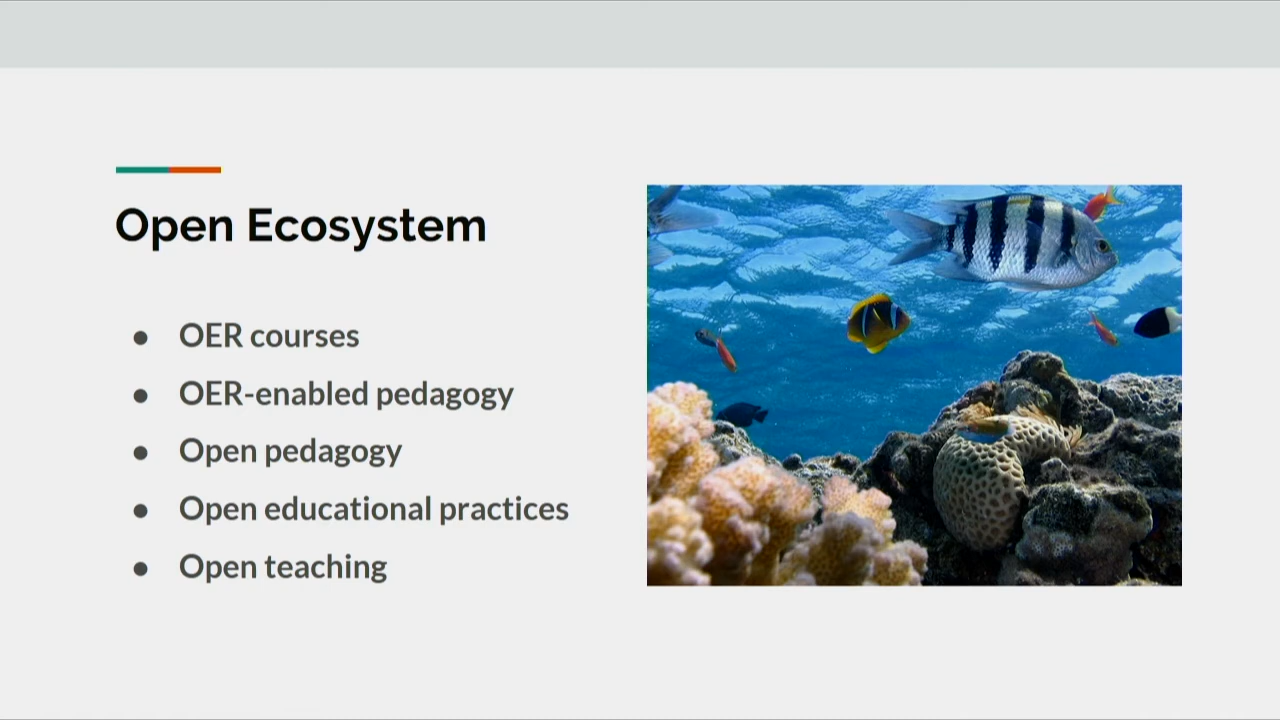 Open Ecosystem
● OER courses
● OER-enabled pedagogy
● Open pedagogy
● Open educational practices
● Open teaching